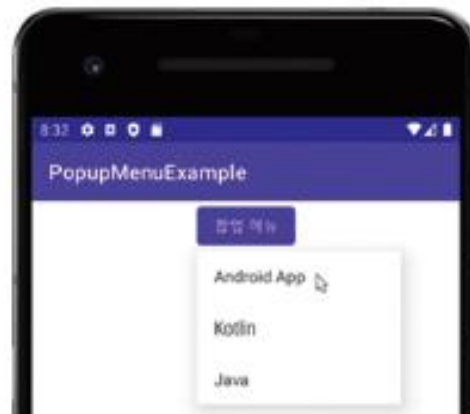 8:32
PopupMenuExample
팝업 메뉴
Android App
Kotlin
Java